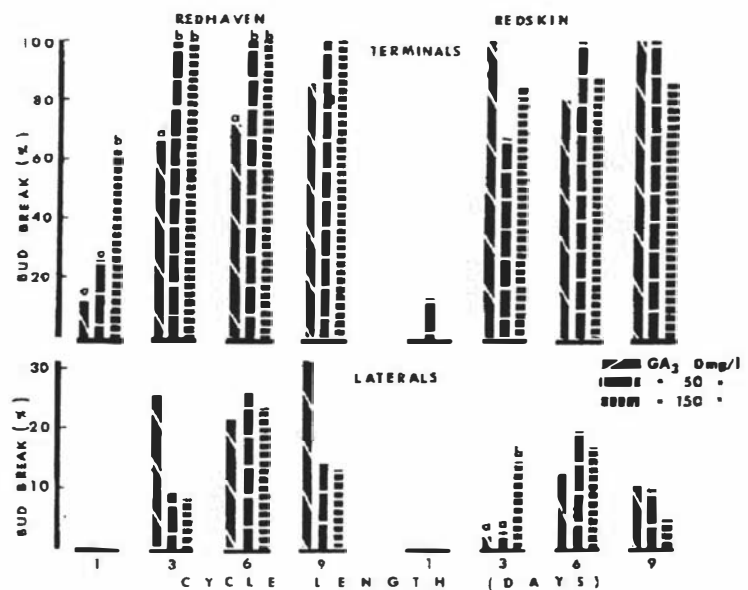 REDHAVEN REDSKIN
TERMINALS
BUD BREAK (%)
100
80
60
40
20
a a b
a b b
a b b
LATERALS
BUD BREAK (%)
30
20
10
a a
GA3 0mg/l
" 50 "
" 150 "
1 3 6 9 1 3 6 9
CYCLE LENGTH (DAYS)